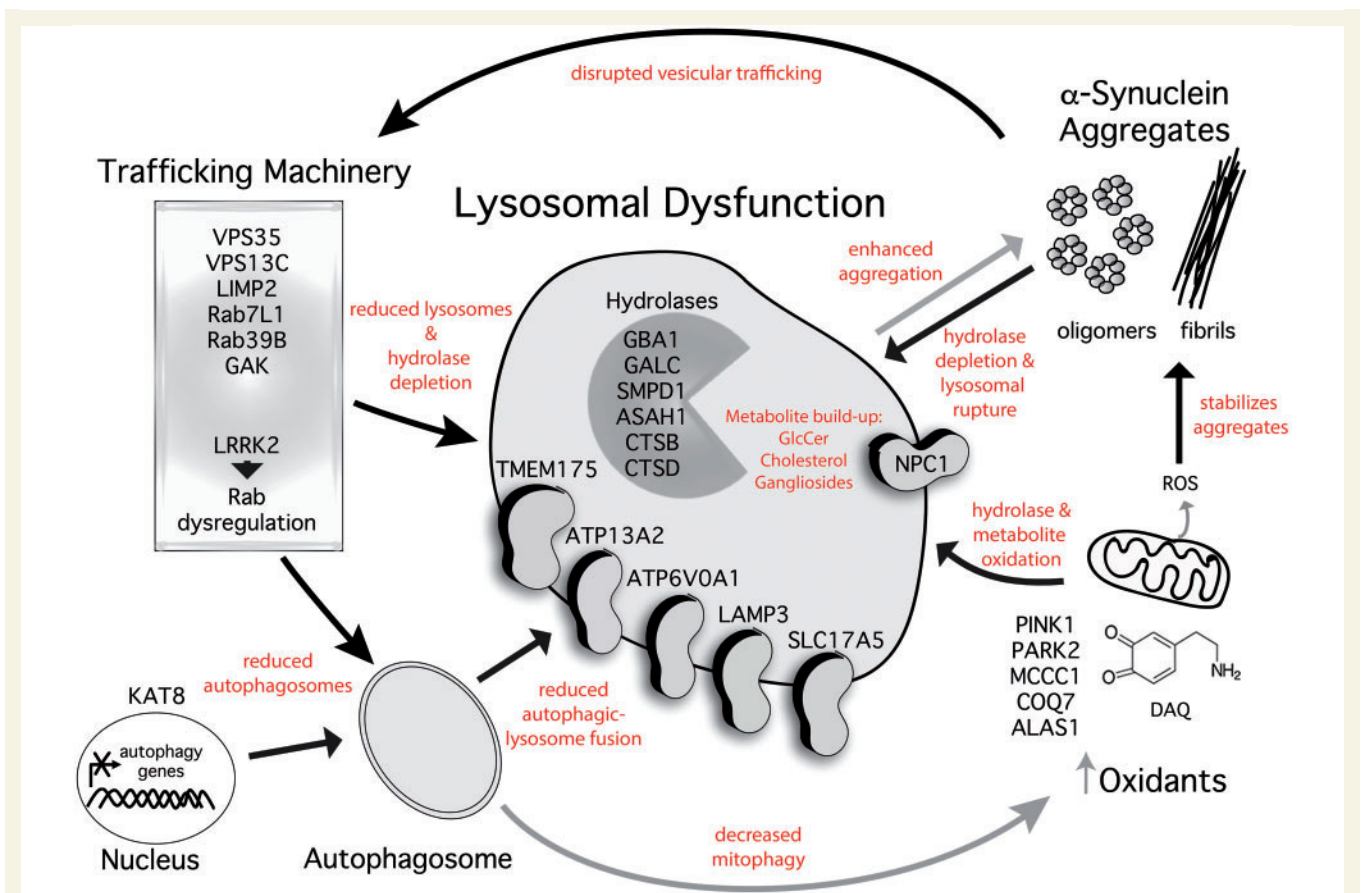 disrupted vesicular trafficking
α-Synuclein
Aggregates
oligomers
fibrils
Trafficking Machinery
VPS35
VPS13C
LIMP2
Rab7L1
Rab39B
GAK
LRRK2
Rab
dysregulation
reduced lysosomes
&
hydrolase
depletion
Lysosomal Dysfunction
Hydrolases
GBA1
GALC
SMPD1
ASAH1
CTSB
CTSD
Metabolite build-up:
GlcCer
Cholesterol
Gangliosides
NPC1
enhanced
aggregation
hydrolase
depletion &
lysosomal
rupture
stabilizes
aggregates
ROS
hydrolase &
metabolite
oxidation
TMEM175
ATP13A2
ATP6V0A1
LAMP3
SLC17A5
PINK1
PARK2
MCCC1
COQ7
ALAS1
O
O
NH2
DAQ
Oxidants
reduced
autophagosomes
KAT8
autophagy
genes
Nucleus
Autophagosome
reduced
autophagic-
lysosome fusion
decreased
mitophagy